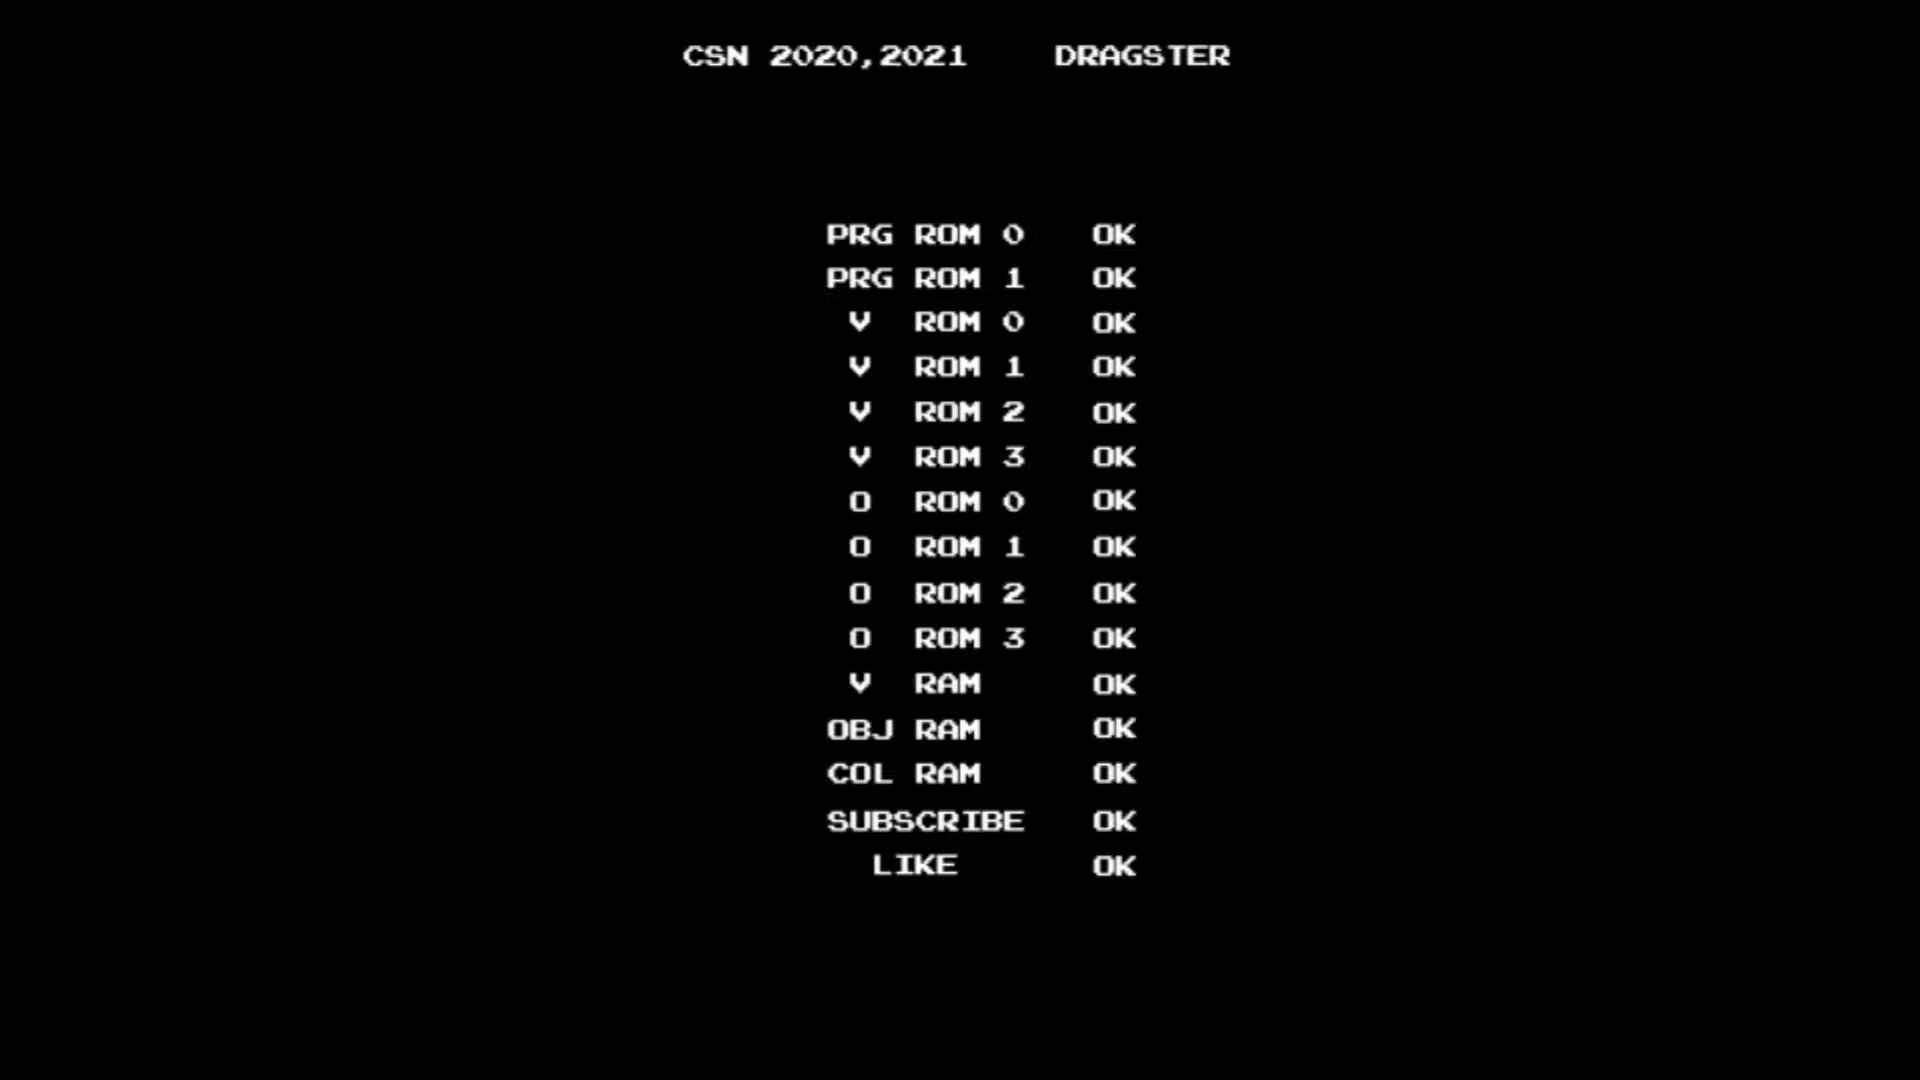 CSN 2020,2021 DRAGSTER
PRG ROM 0 OK
PRG ROM 1 OK
V ROM 0 OK
V ROM 1 OK
V ROM 2 OK
V ROM 3 OK
O ROM 0 OK
O ROM 1 OK
O ROM 2 OK
O ROM 3 OK
V RAM OK
OBJ RAM OK
COL RAM OK
SUBSCRIBE OK
LIKE OK